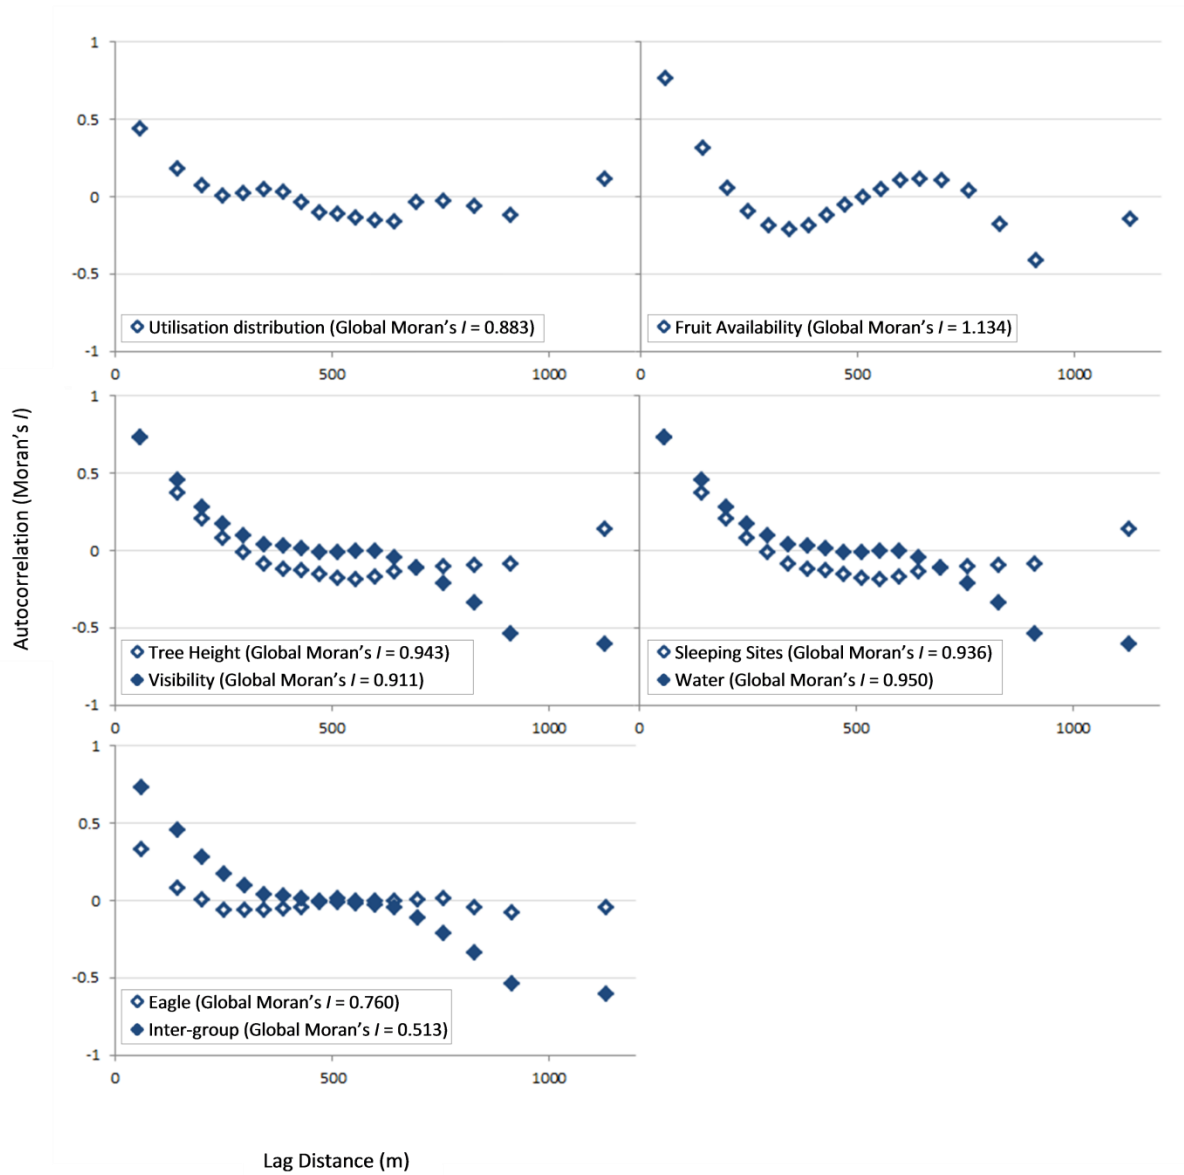 1
0.5
0
-0.5
-1
Utilisation distribution (Global Moran's I = 0.883)
0 500 1000
Fruit Availability (Global Moran's I = 1.134)
0 500 1000
Autocorrelation (Moran's I)
1
0.5
0
-0.5
-1
Tree Height (Global Moran's I = 0.943)
Visibility (Global Moran's I = 0.911)
0 500 1000
Sleeping Sites (Global Moran's I = 0.936)
Water (Global Moran's I = 0.950)
0 500 1000
1
0.5
0
-0.5
-1
Eagle (Global Moran's I = 0.760)
Inter-group (Global Moran's I = 0.513)
0 500 1000
Lag Distance (m)